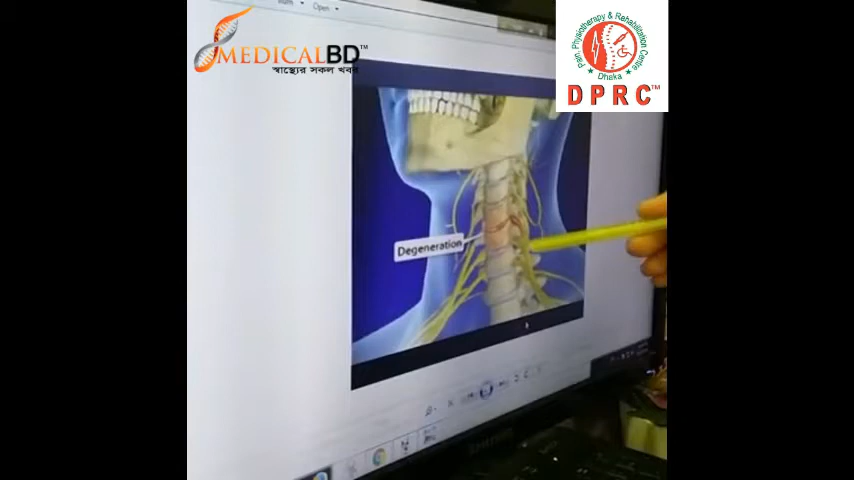 Open
MEDICALBD™
স্বাস্থ্যের সকল খবর
Pain, Physiotherapy & Rehabilitation Centre
★ Dhaka ★
DPRC™
Degeneration
SAMSUNG